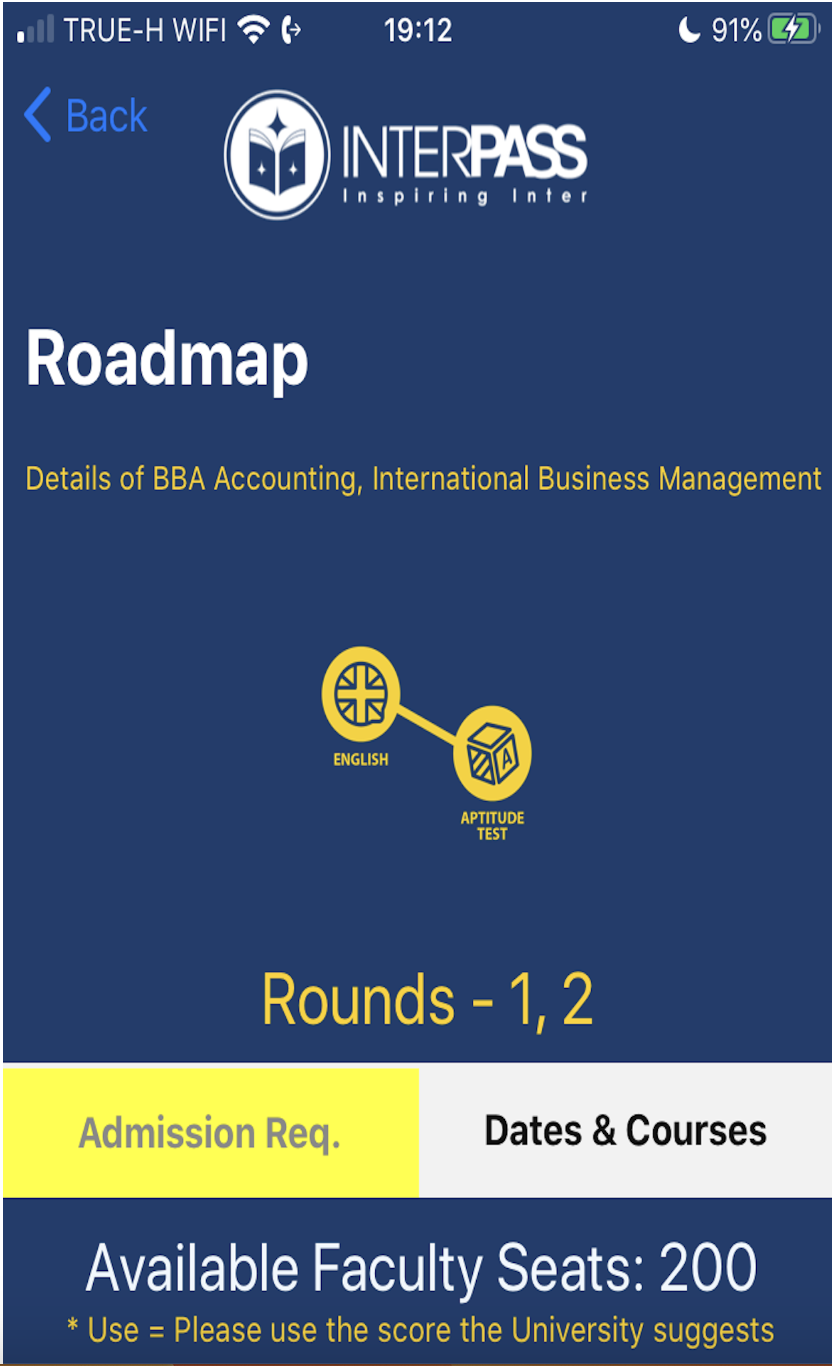 TRUE-H WIFI 19:12 91%
Back
INTERPASS
Inspiring Inter
Roadmap
Details of BBA Accounting, International Business Management
ENGLISH
A
APTITUDE
TEST
Rounds - 1, 2
Admission Req. Dates & Courses
Available Faculty Seats: 200
* Use = Please use the score the University suggests